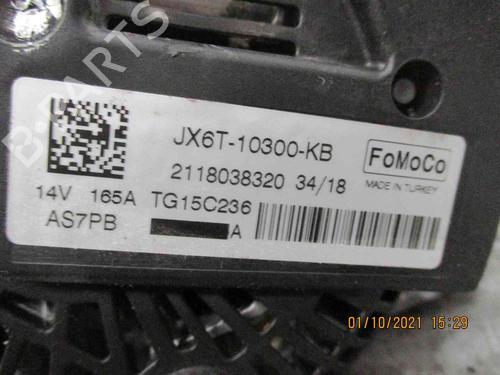 B-PARTS
JX6T-10300-KB
FoMoCo
MADE IN TURKEY
2118038320 34/18
14V 165A TG15C236
AS7PB A
01/10/2021 15:29